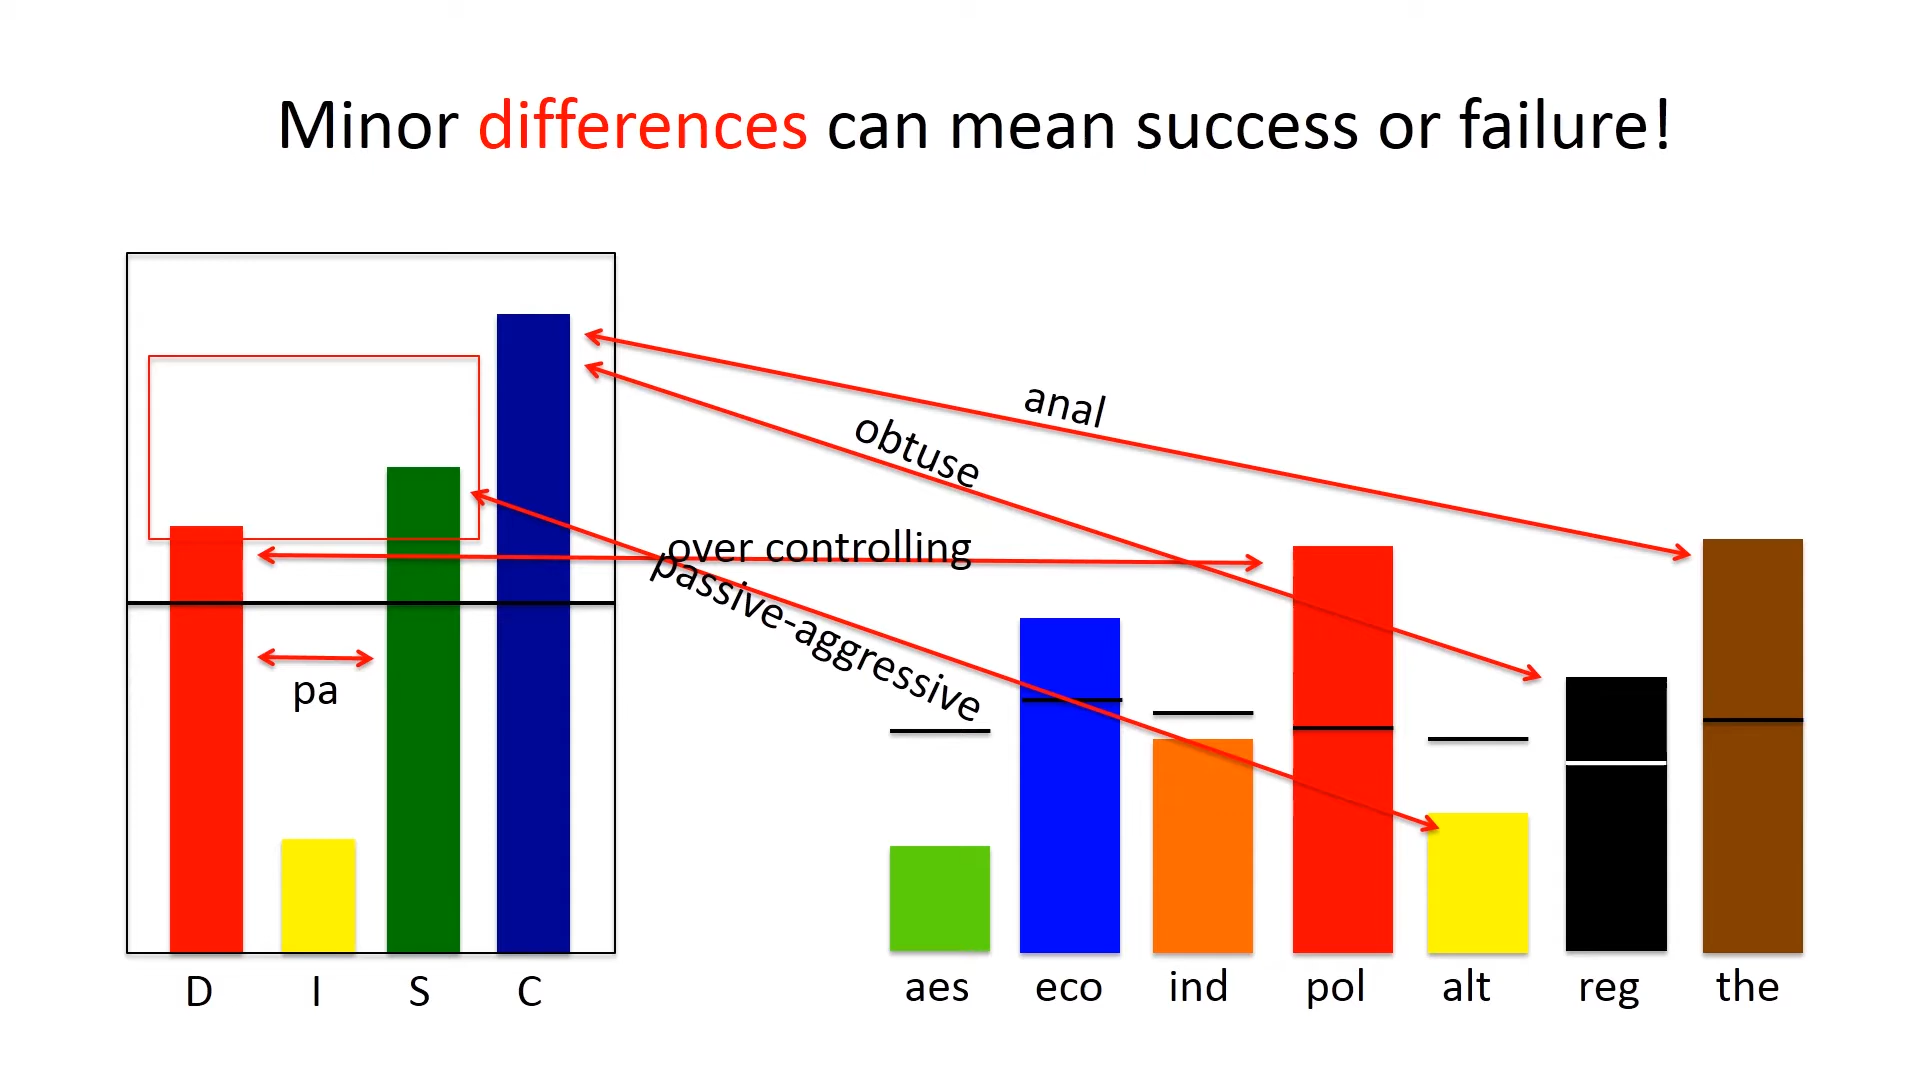 Minor differences can mean success or failure!
anal
obtuse
over controlling
passive-aggressive
pa
D I S C
aes eco ind pol alt reg the